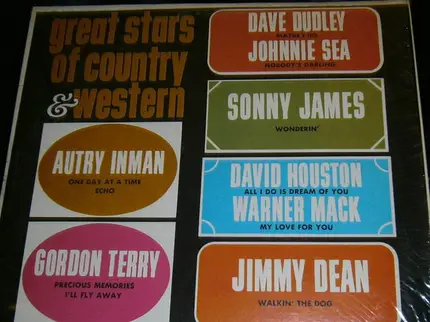 great stars
of country
& western
AUTRY INMAN
ONE DAY AT A TIME
ECHO
GORDON TERRY
PRECIOUS MEMORIES
I'LL FLY AWAY
DAVE DUDLEY
MAYBE I DO
JOHNNIE SEA
NOBODY'S DARLING
SONNY JAMES
WONDERIN'
DAVID HOUSTON
ALL I DO IS DREAM OF YOU
WARNER MACK
MY LOVE FOR YOU
JIMMY DEAN
WALKIN' THE DOG